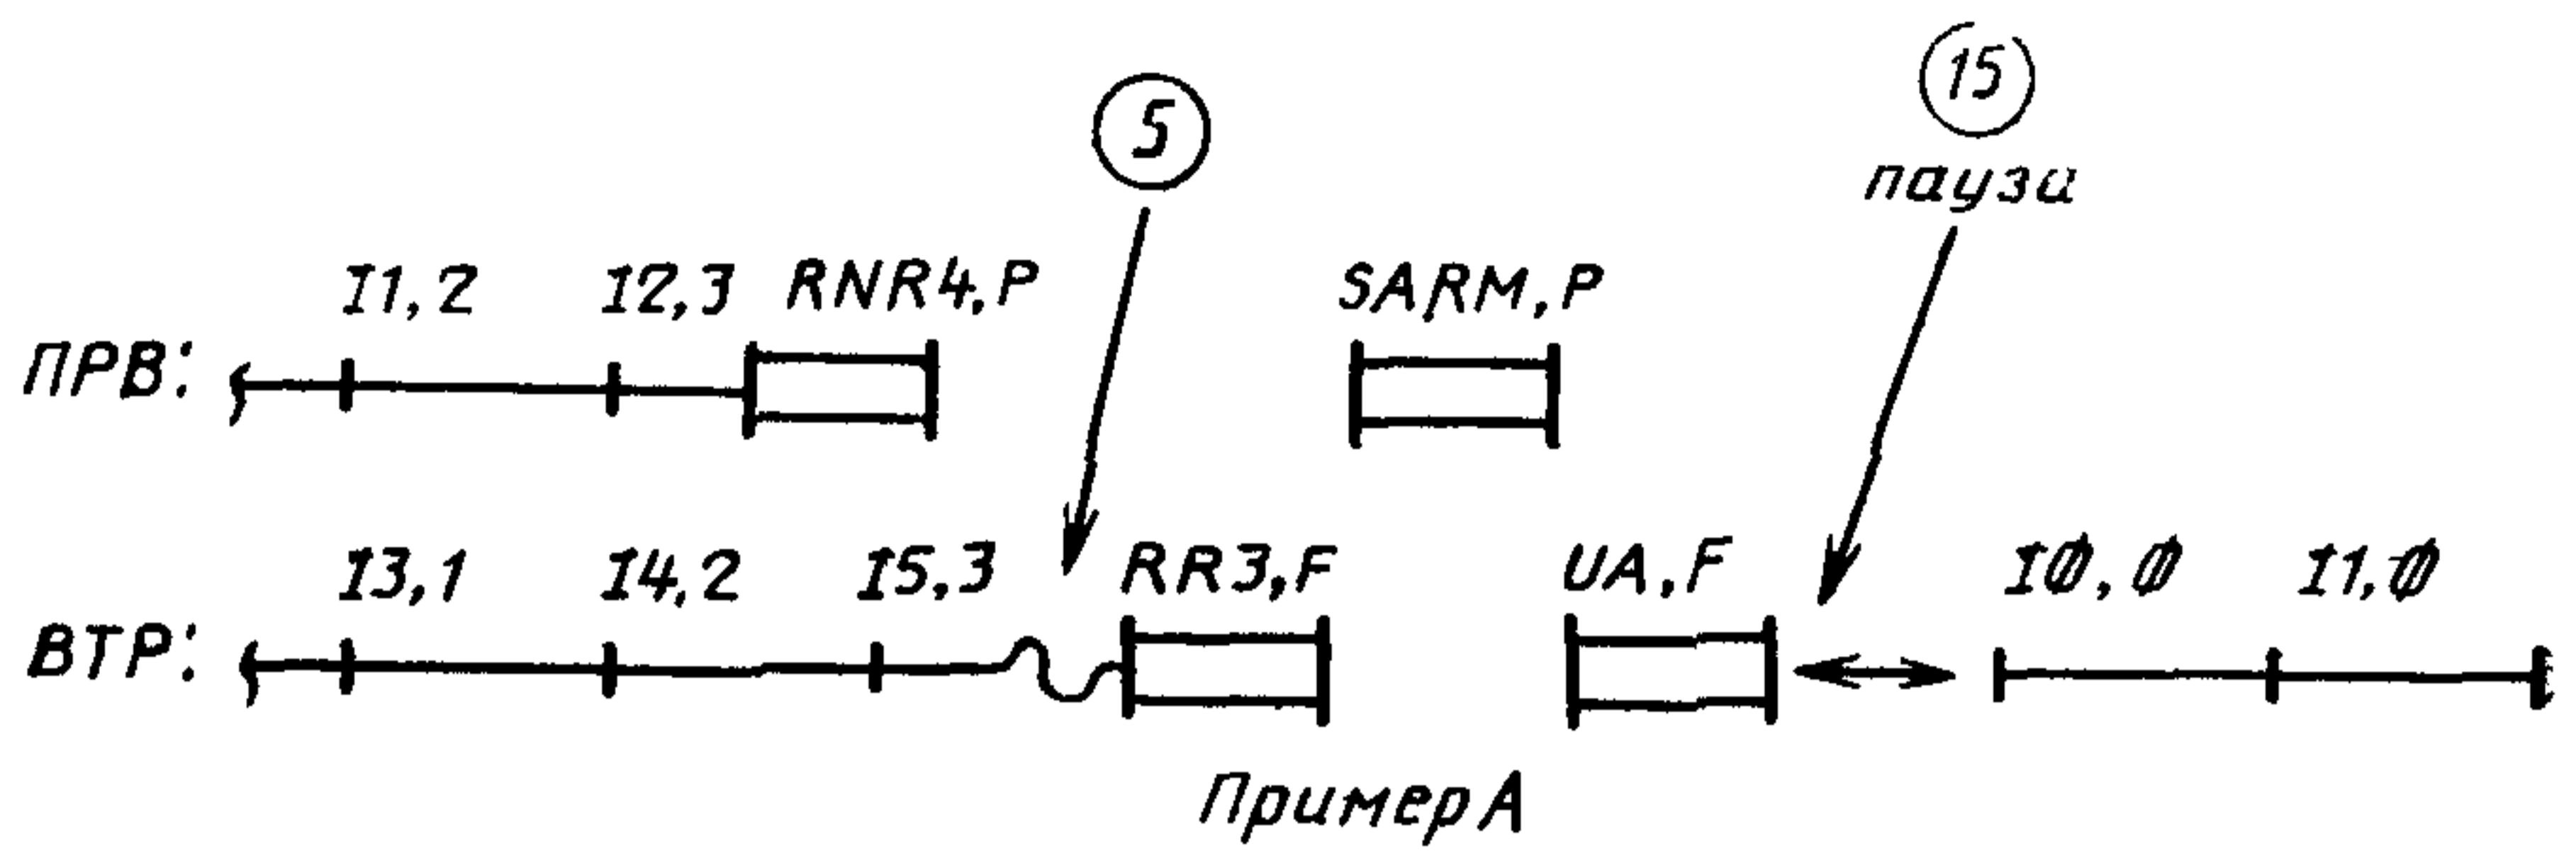 15
5
пауза
I1,2 I2,3 RNR4,P SARM,P
ПРВ:
I3,1 I4,2 I5,3 RR3,F UA,F I0,0 I1,0
ВТР:
Пример А